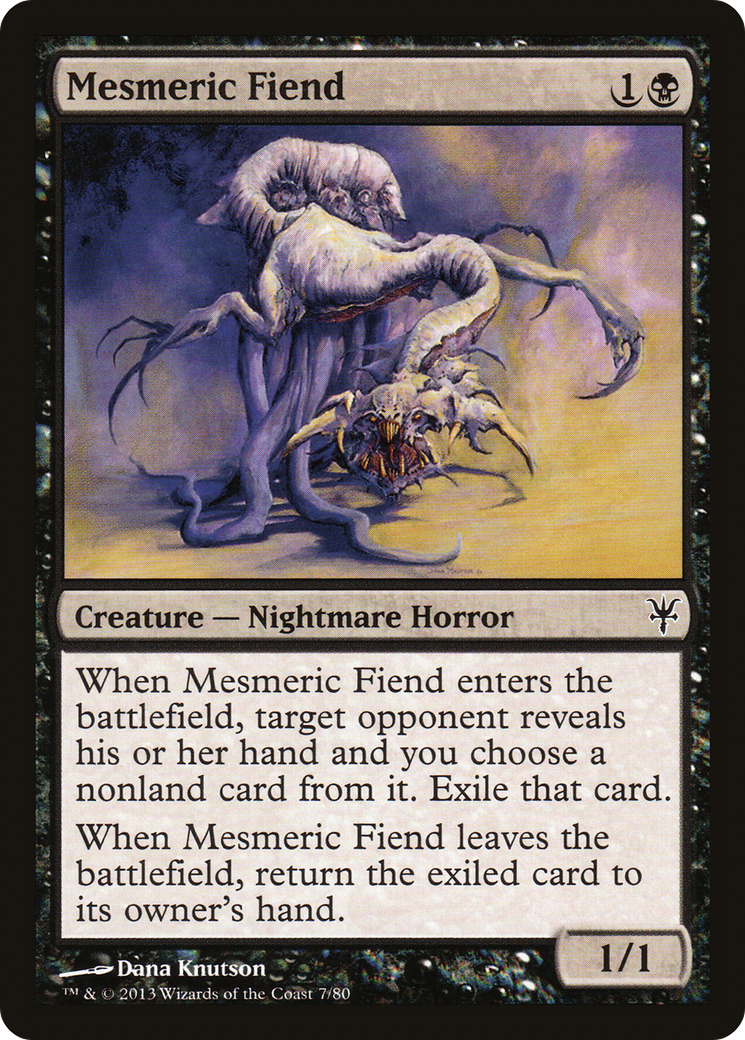 Mesmeric Fiend 1
Creature — Nightmare Horror
When Mesmeric Fiend enters the
battlefield, target opponent reveals
his or her hand and you choose a
nonland card from it. Exile that card.
When Mesmeric Fiend leaves the
battlefield, return the exiled card to
its owner's hand.
1/1
Dana Knutson
™ & © 2013 Wizards of the Coast 7/80